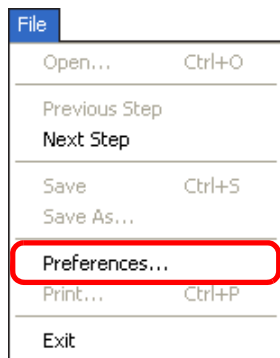 File
Open... Ctrl+O
Previous Step
Next Step
Save Ctrl+S
Save As...
Preferences...
Print... Ctrl+P
Exit